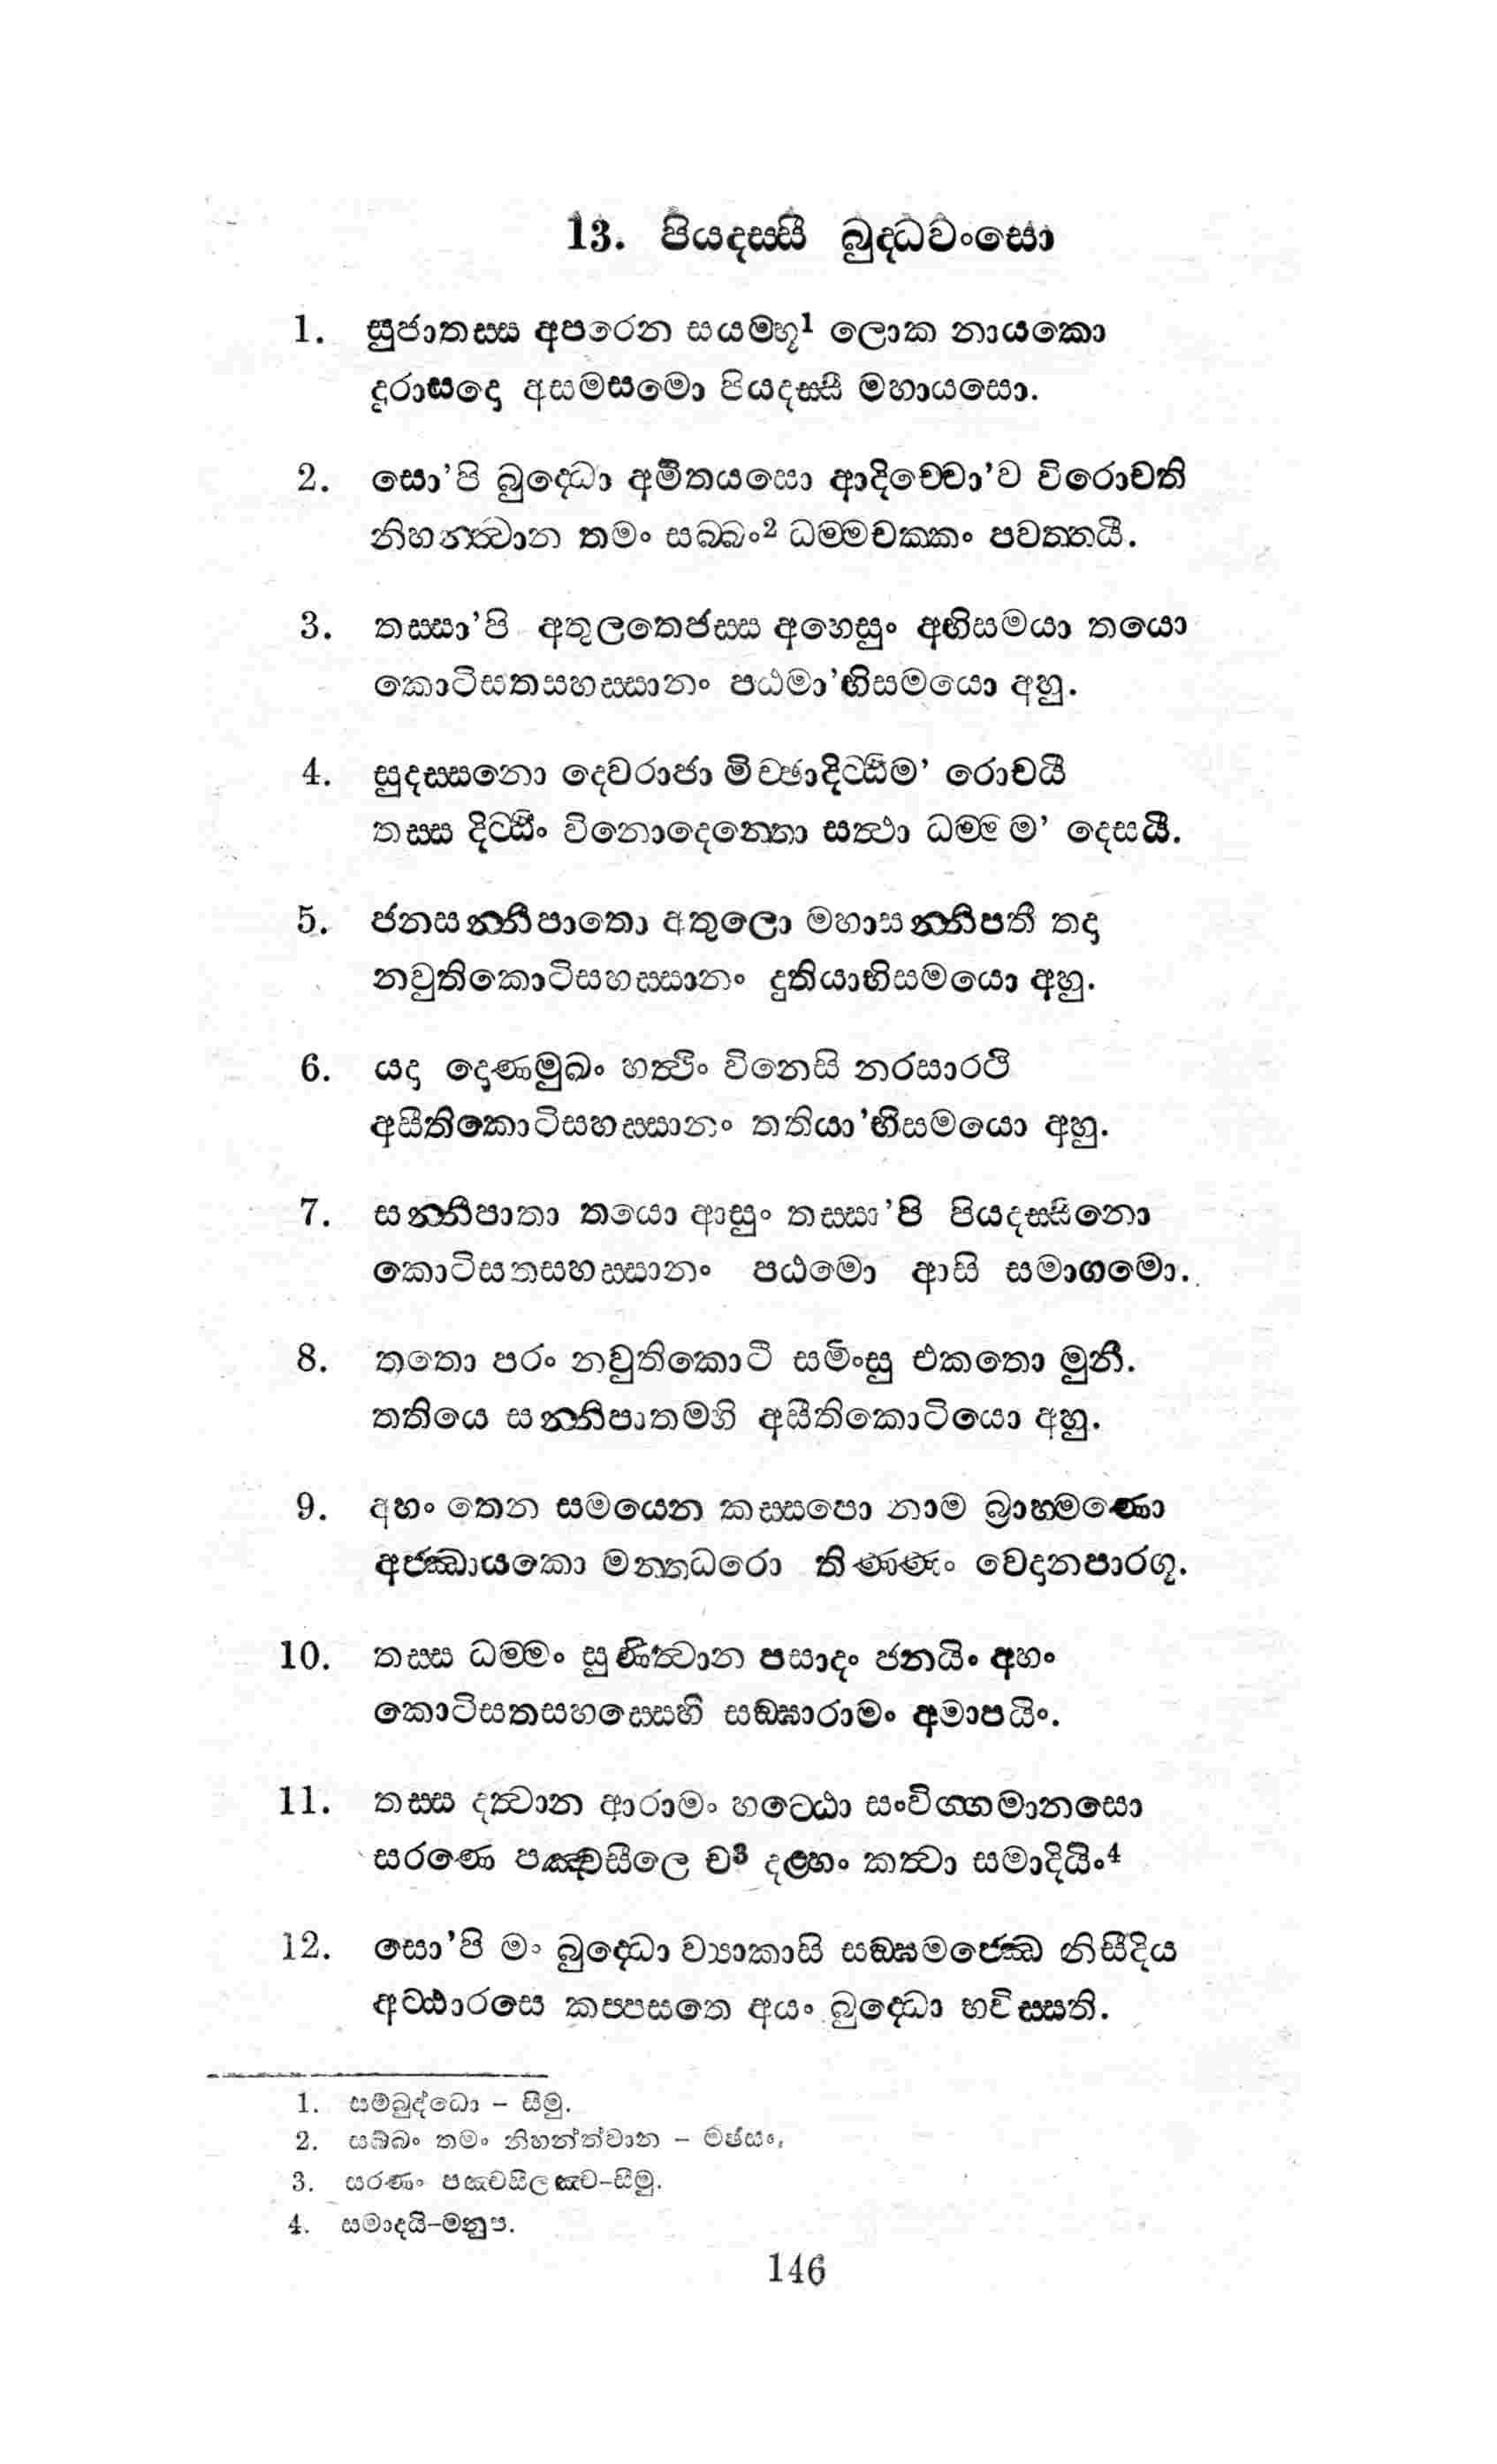 13. පියදස්සී බුද්ධවංසො
1. සුජාතස්ස අපරෙන සයම්භූ1 ලොක නායකො
දුරාසදො අසමසමො පියදස්සී මහායසො.
2. සො'පි බුද්ධො අමිතයසො ආදිච්චො'ව විරොචති
නිහන්ත්වාන තමං සබ්බං2 ධම්මචක්කං පවත්තයී.
3. තස්සා'පි අතුලතෙජස්ස අහෙසුං අභිසමයා තයො
කොටිසතසහස්සානං පඨමා'භිසමයො අහු.
4. සුදස්සනො දෙවරාජා මිච්ඡාදිට්ඨිම' රොචයී
තස්ස දිට්ඨිං විනොදෙන්තො සත්ථා ධම්ම ම' දෙසයී.
5. ජනසන්නිපාතො අතුලො මහාසන්නිපතී තදා
නවුතිකොටිසහස්සානං දුතියාභිසමයො අහු.
6. යදා දොණමුඛං හත්ථිං විනෙසි නරසාරථි
අසීතිකොටිසහස්සානං තතියා'භිසමයො අහු.
7. සන්නිපාතා තයො ආසුං තස්සා'පි පියදස්සිනො
කොටිසතසහස්සානං පඨමො ආසි සමාගමො.
8. තතො පරං නවුතිකොටී සමිංසු එකතො මුනී.
තතියෙ සන්නිපාතම්හි අසීතිකොටියො අහු.
9. අහං තෙන සමයෙන කස්සපො නාම බ්‍රාහ්මණො
අජ්ඣායකො මන්තධරො තිණ්ණං වෙදානපාරගූ.
10. තස්ස ධම්මං සුණිත්වාන පසාදං ජනයිං අහං
කොටිසතසහස්සෙහි සඞ්ඝාරාමං අමාපයිං.
11. තස්ස දත්වාන ආරාමං හට්ඨො සංවිග්ගමානසො
සරණෙ පඤ්චසීලෙ ච3 දළ්හං කත්වා සමාදියිං4
12. සො'පි මං බුද්ධො ව්‍යාකාසි සඞ්ඝමජ්ඣෙ නිසීදිය
අට්ඨාරසෙ කප්පසතෙ අයං බුද්ධො භවිස්සති.
1. සම්බුද්ධො – සීමු.
2. සබ්බං තමං නිහන්ත්වාන – මඡසං.
3. සරණං පඤ්චසීලඤ්ච-සීමු.
4. සමාදයි-මනුප.
146